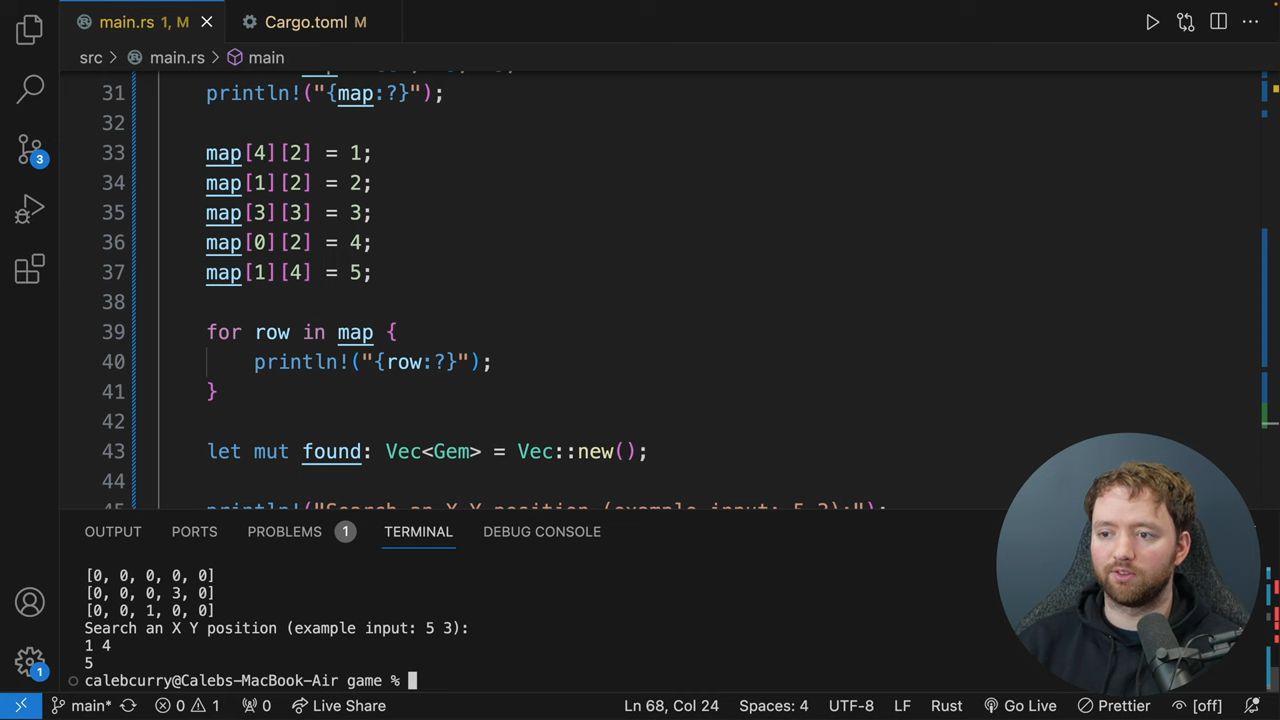 main.rs 1, M
Cargo.toml M
src > main.rs > main
31 println!("{map:?}");
32
33 map[4][2] = 1;
34 map[1][2] = 2;
35 map[3][3] = 3;
36 map[0][2] = 4;
37 map[1][4] = 5;
38
39 for row in map {
40 println!("{row:?}");
41 }
42
43 let mut found: Vec<Gem> = Vec::new();
44
45 println!("Search an X Y position (example input: 5 3):");
3
OUTPUT PORTS PROBLEMS 1 TERMINAL DEBUG CONSOLE
[0, 0, 0, 0, 0]
[0, 0, 0, 3, 0]
[0, 0, 1, 0, 0]
Search an X Y position (example input: 5 3):
1 4
5
calebcurry@Calebs-MacBook-Air game %
1
main* 0 1 0 Live Share Ln 68, Col 24 Spaces: 4 UTF-8 LF Rust Go Live Prettier [off]